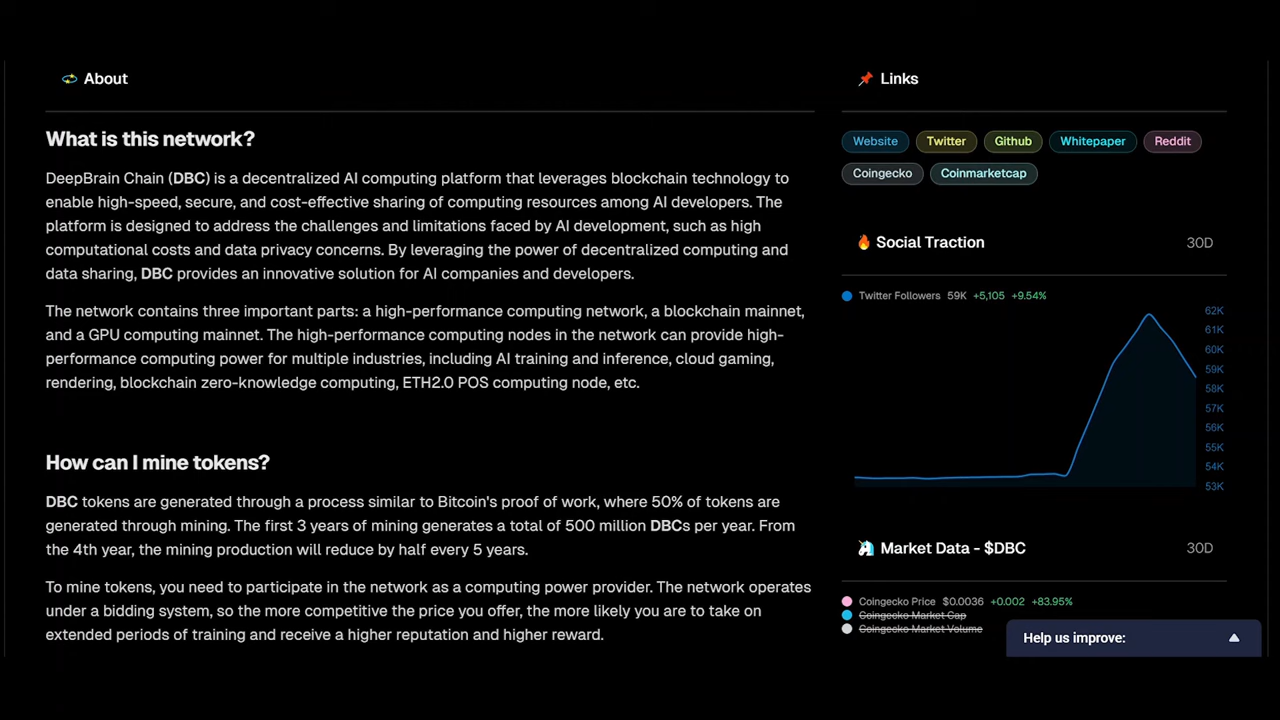 About
What is this network?
DeepBrain Chain (DBC) is a decentralized AI computing platform that leverages blockchain technology to
enable high-speed, secure, and cost-effective sharing of computing resources among AI developers. The
platform is designed to address the challenges and limitations faced by AI development, such as high
computational costs and data privacy concerns. By leveraging the power of decentralized computing and
data sharing, DBC provides an innovative solution for AI companies and developers.
The network contains three important parts: a high-performance computing network, a blockchain mainnet,
and a GPU computing mainnet. The high-performance computing nodes in the network can provide high-
performance computing power for multiple industries, including AI training and inference, cloud gaming,
rendering, blockchain zero-knowledge computing, ETH2.0 POS computing node, etc.
How can I mine tokens?
DBC tokens are generated through a process similar to Bitcoin's proof of work, where 50% of tokens are
generated through mining. The first 3 years of mining generates a total of 500 million DBCs per year. From
the 4th year, the mining production will reduce by half every 5 years.
To mine tokens, you need to participate in the network as a computing power provider. The network operates
under a bidding system, so the more competitive the price you offer, the more likely you are to take on
extended periods of training and receive a higher reputation and higher reward.
Links
Website Twitter Github Whitepaper Reddit
Coingecko Coinmarketcap
Social Traction 30D
Twitter Followers 59K +5,105 +9.54%
62K
61K
60K
59K
58K
57K
56K
55K
54K
53K
Market Data - $DBC 30D
Coingecko Price $0.0036 +0.002 +83.95%
Coingecko Market Cap
Coingecko Market Volume
Help us improve: